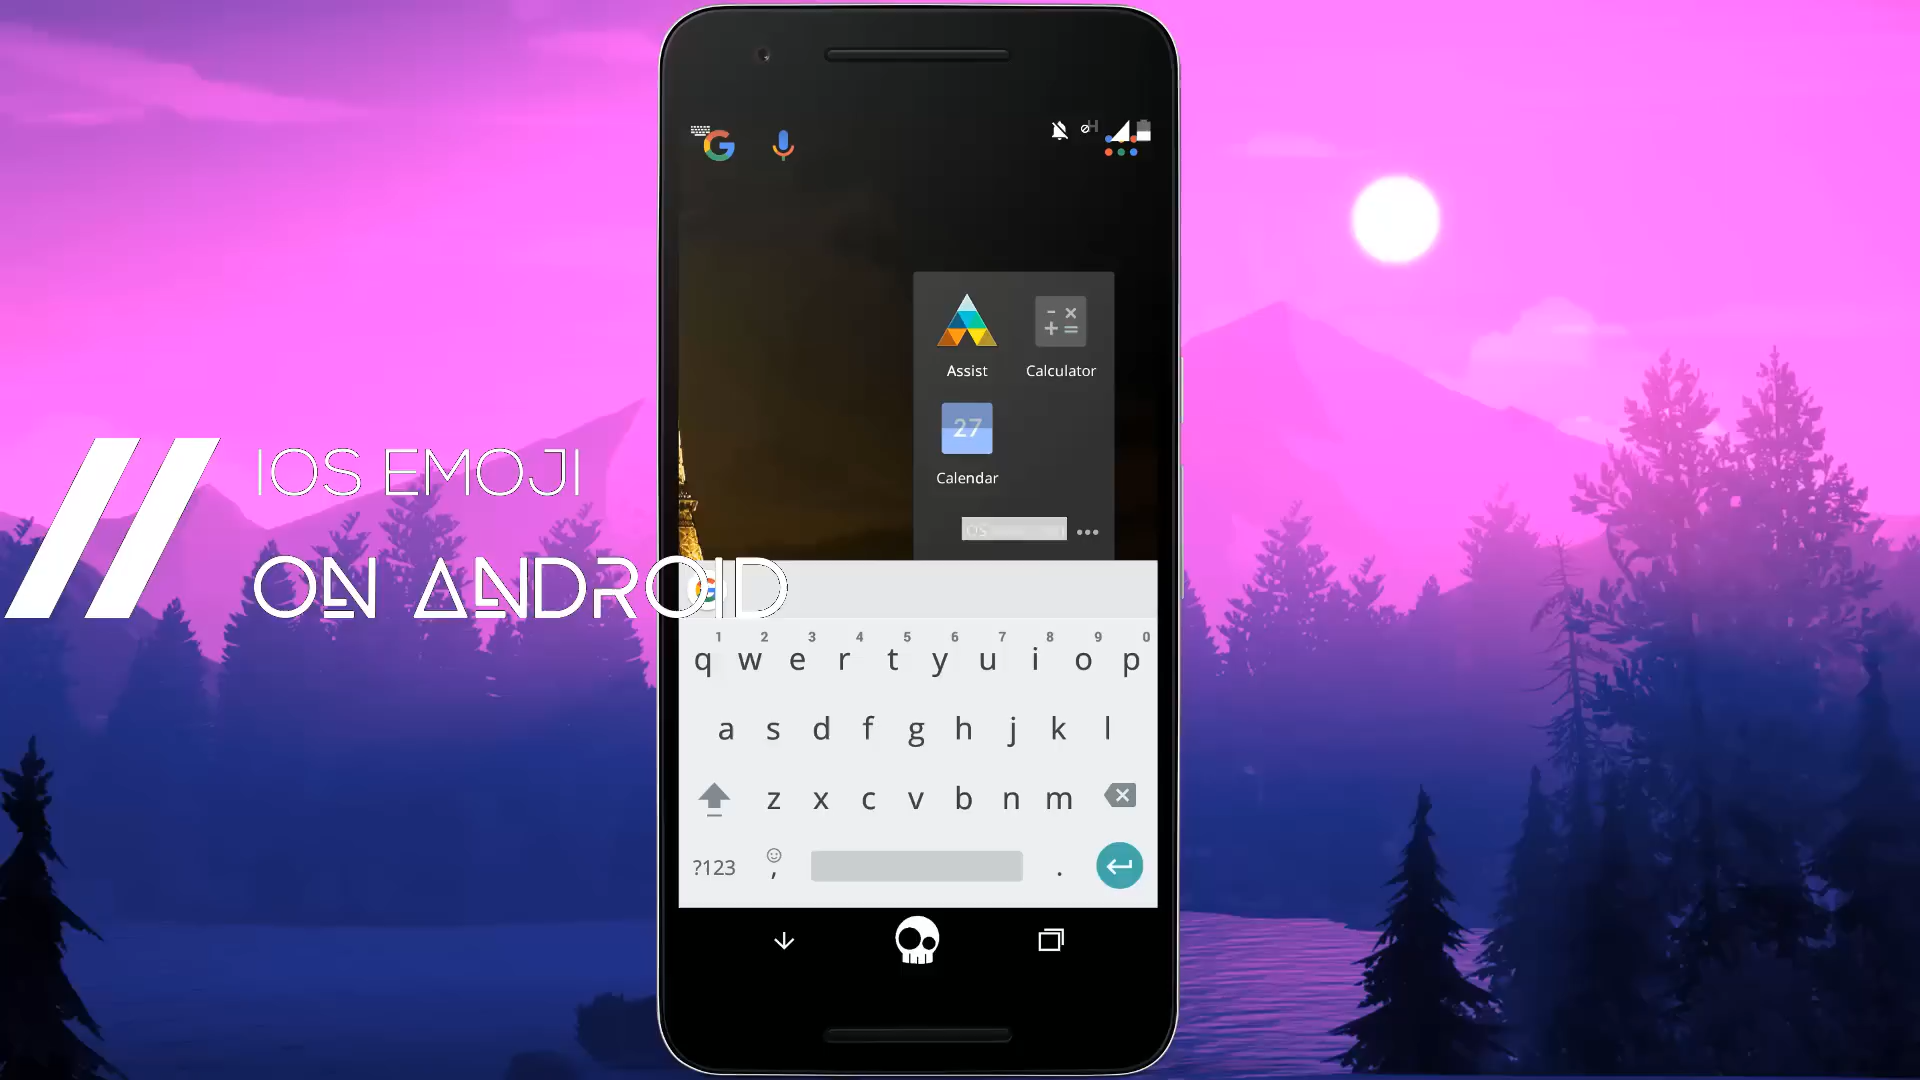 IOS EMOJI
ON ANDROID
Assist
Calculator
27
Calendar
1 2 3 4 5 6 7 8 9 0
q w e r t y u i o p
a s d f g h j k l
z x c v b n m
?123 , .